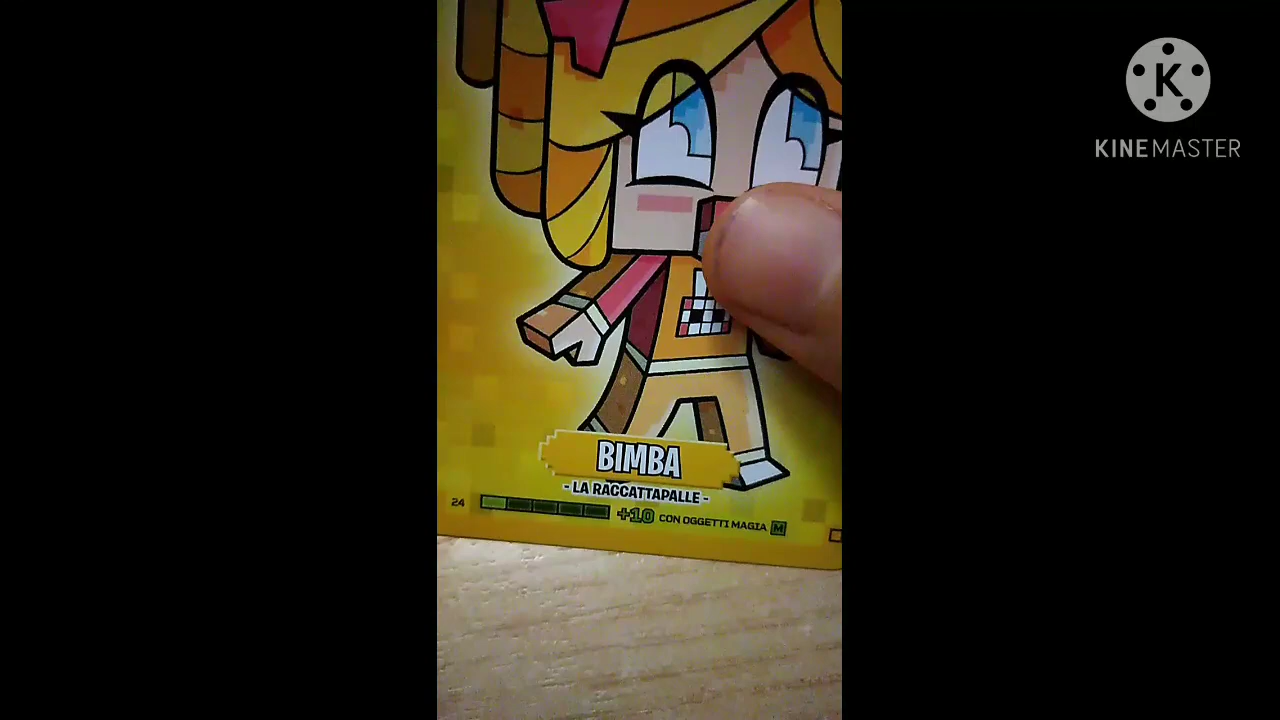 K
KINEMASTER
BIMBA
- LA RACCATTAPALLE -
24
+10 CON OGGETTI MAGIA M